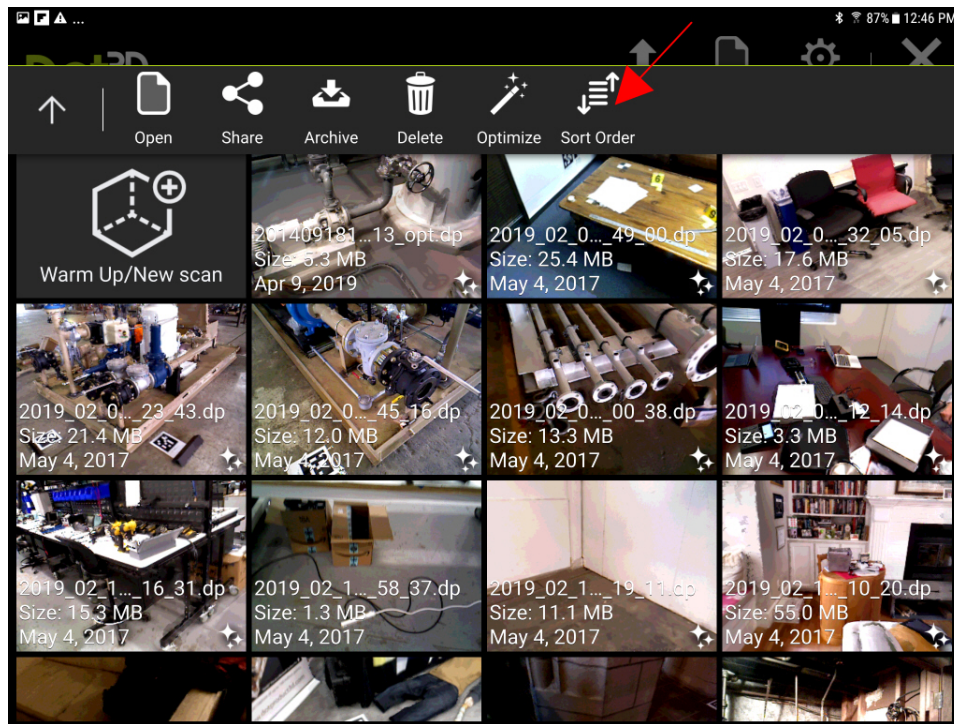 ...
87%
12:46 PM
Dot3D
Open
Share
Archive
Delete
Optimize
Sort Order
Warm Up/New scan
201409181...13_opt.dp
Size: 5.3 MB
Apr 9, 2019
2019_02_0..._49_00.dp
Size: 25.4 MB
May 4, 2017
2019_02_0..._32_05.dp
Size: 17.6 MB
May 4, 2017
2019_02_0..._23_43.dp
Size: 21.4 MB
May 4, 2017
2019_02_0..._45_16.dp
Size: 12.0 MB
May 4, 2017
2019_02_0..._00_38.dp
Size: 13.3 MB
May 4, 2017
2019_02_0..._12_14.dp
Size: 3.3 MB
May 4, 2017
2019_02_1..._16_31.dp
Size: 15.3 MB
May 4, 2017
2019_02_1..._58_37.dp
Size: 1.3 MB
May 4, 2017
2019_02_1..._19_11.dp
Size: 11.1 MB
May 4, 2017
2019_02_1..._10_20.dp
Size: 55.0 MB
May 4, 2017